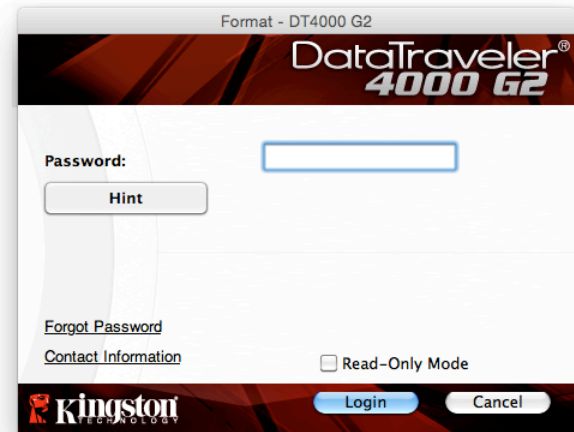 Format - DT4000 G2
DataTraveler®
4000 G2
Password:
Hint
Forgot Password
Contact Information
Read-Only Mode
Kingston
TECHNOLOGY
Login
Cancel